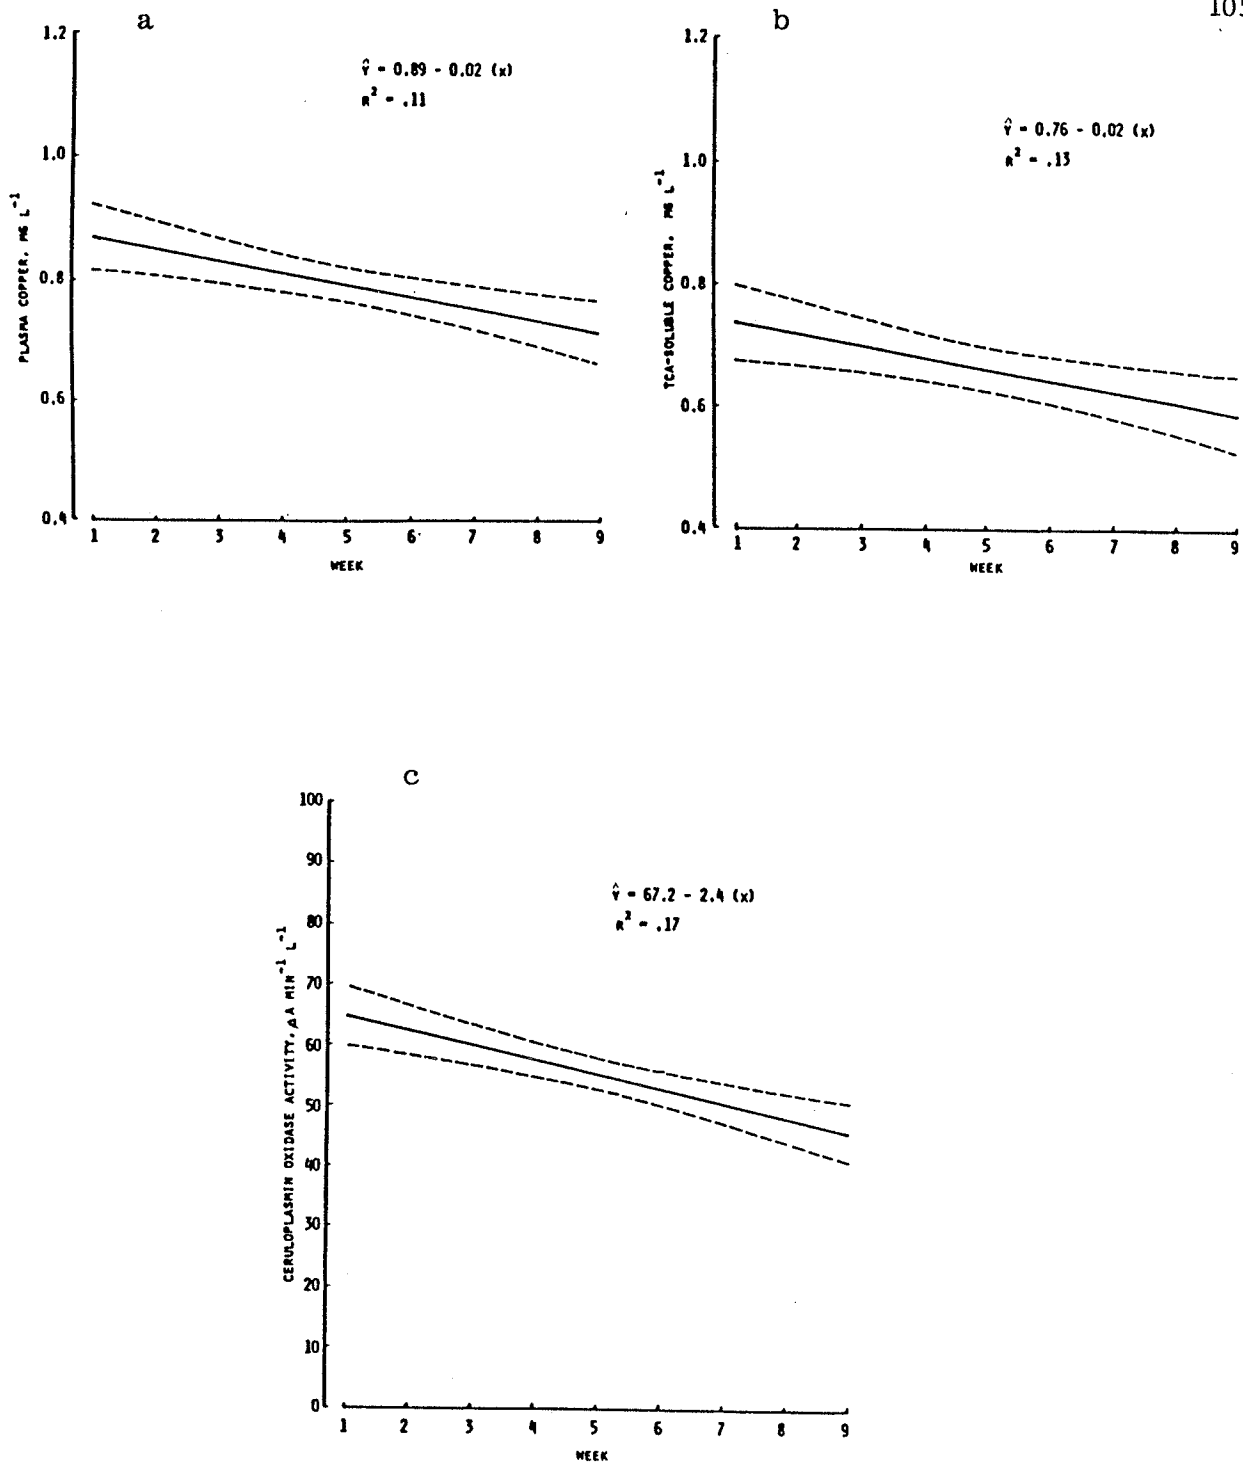 105
a
1.2
1.0
0.8
0.6
0.4
PLASMA COPPER, MG L⁻¹
Ŷ = 0.89 - 0.02 (x)
R² = .11
1 2 3 4 5 6 7 8 9
WEEK
b
1.2
1.0
0.8
0.6
0.4
TCA-SOLUBLE COPPER, MG L⁻¹
Ŷ = 0.76 - 0.02 (x)
R² = .13
1 2 3 4 5 6 7 8 9
WEEK
c
100
90
80
70
60
50
40
30
20
10
0
CERULOPLASMIN OXIDASE ACTIVITY, ΔA MIN⁻¹ L⁻¹
Ŷ = 67.2 - 2.4 (x)
R² = .17
1 2 3 4 5 6 7 8 9
WEEK